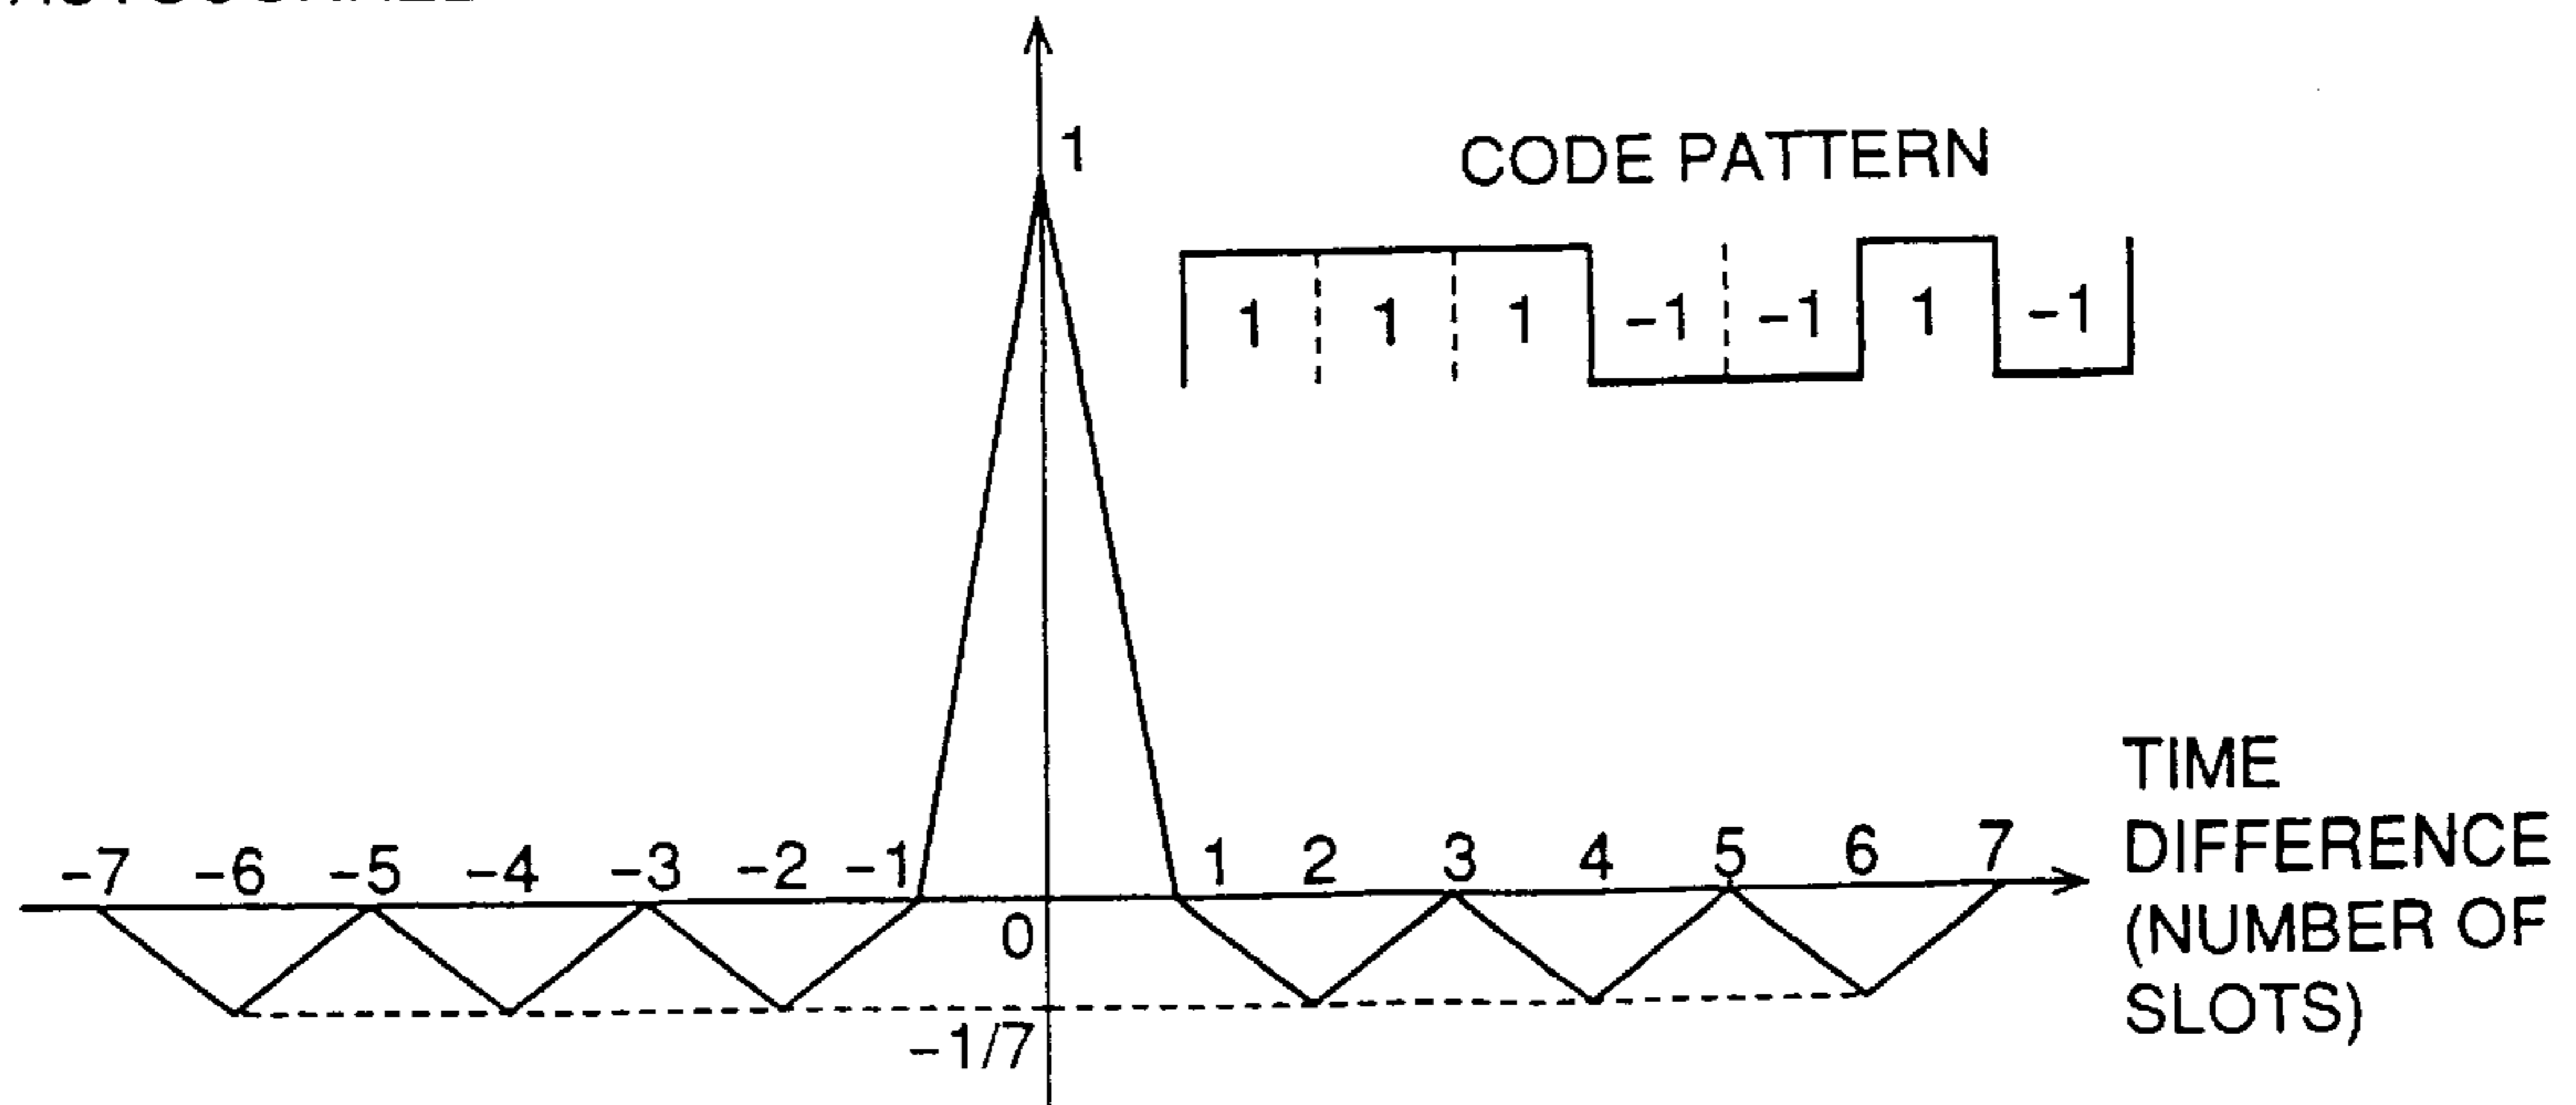 1
CODE PATTERN
1 1 1 -1 -1 1 -1
TIME
DIFFERENCE
(NUMBER OF
SLOTS)
-7 -6 -5 -4 -3 -2 -1 1 2 3 4 5 6 7
0
-1/7